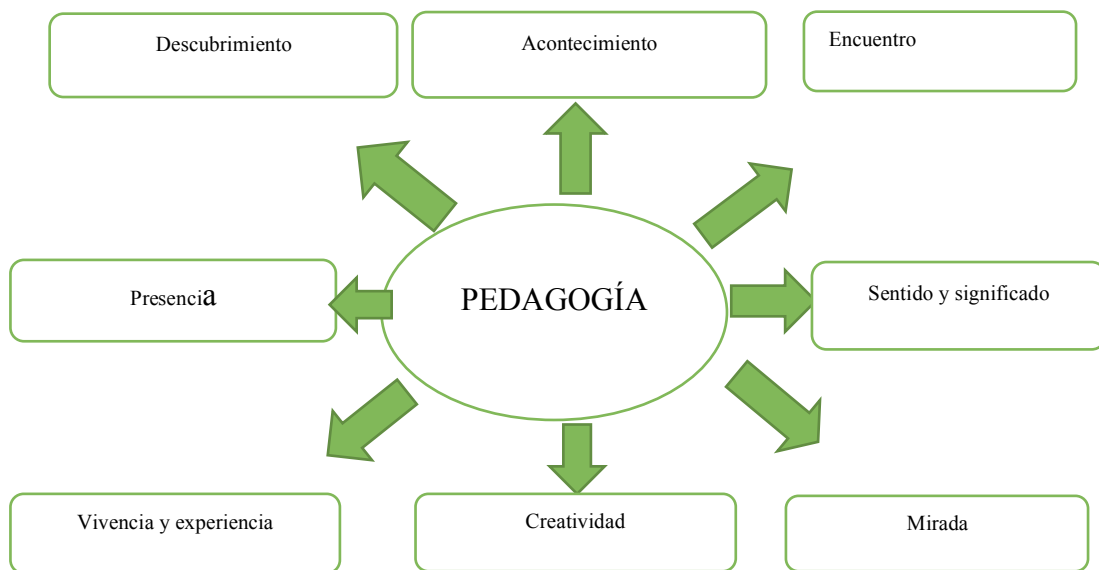 Descubrimiento
Acontecimiento
Encuentro
Presencia
PEDAGOGÍA
Sentido y significado
Vivencia y experiencia
Creatividad
Mirada